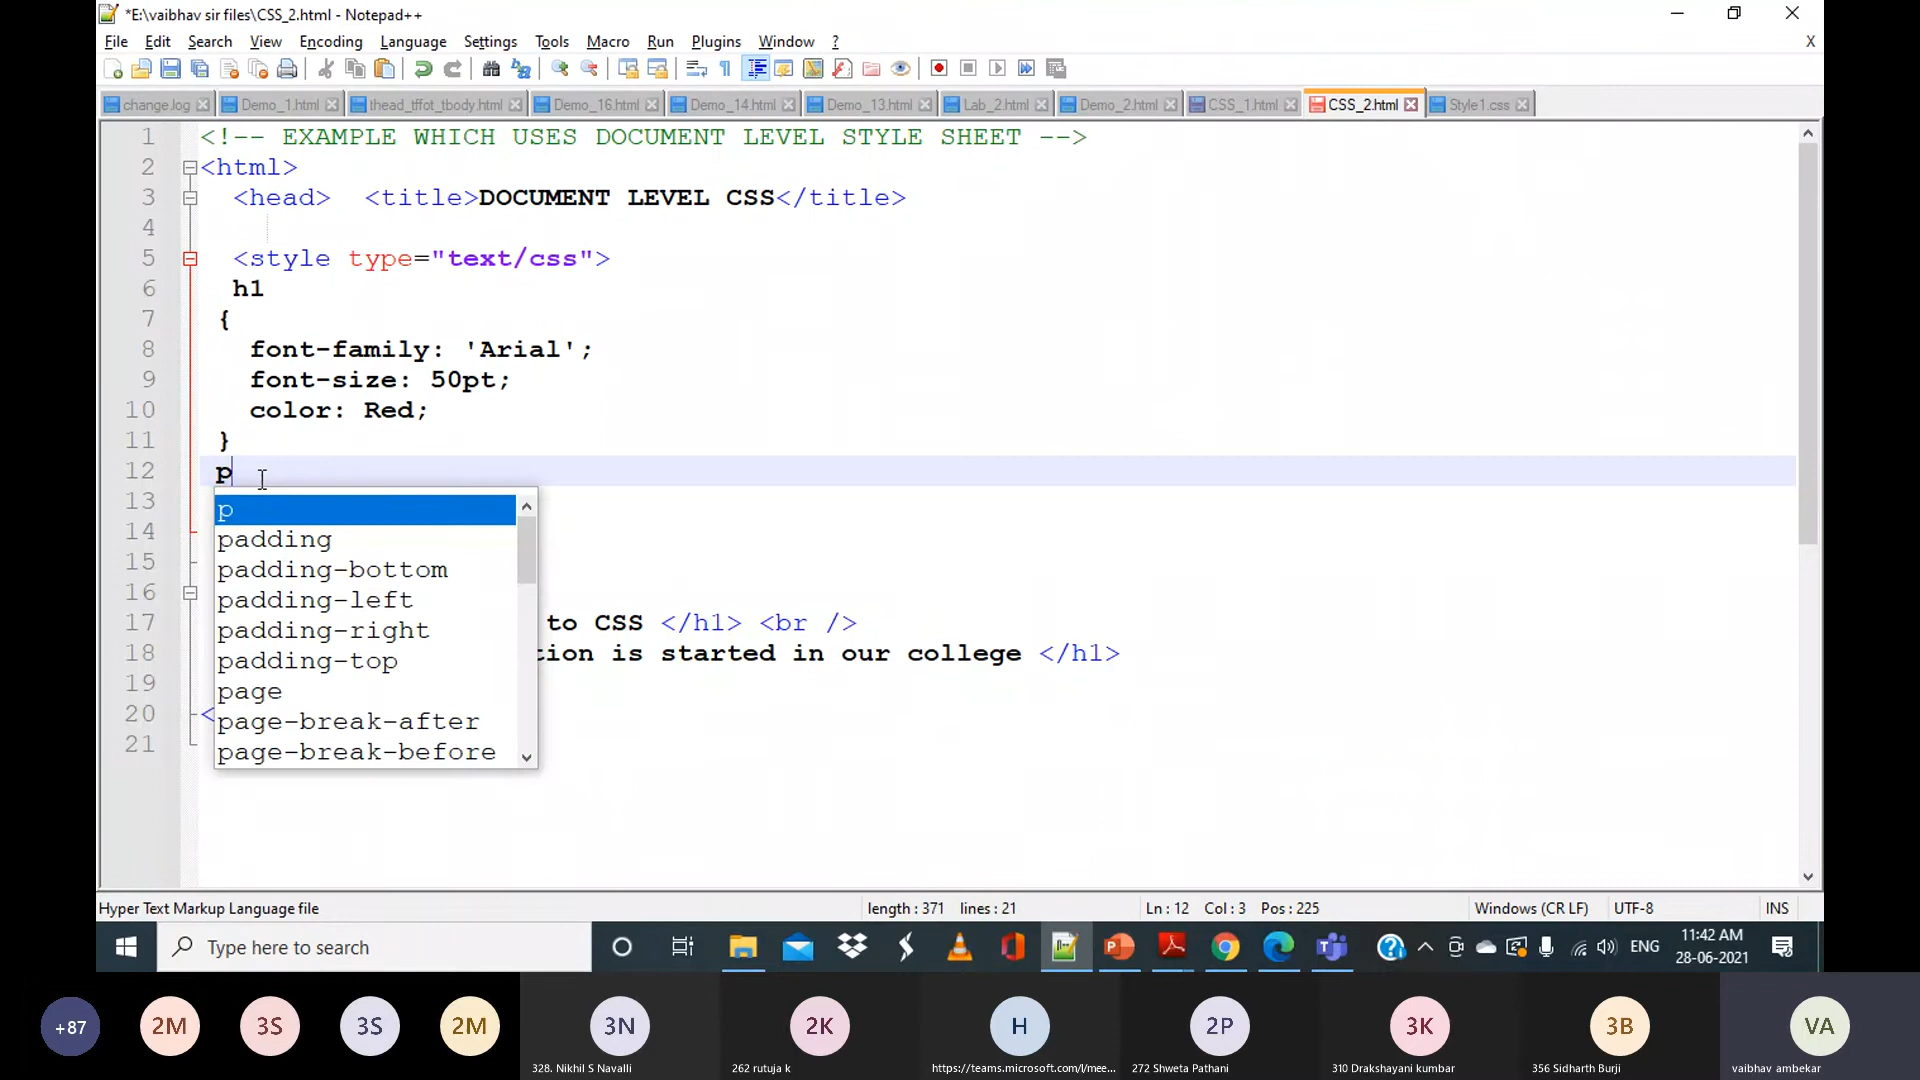 *E:\vaibhav sir files\CSS_2.html - Notepad++
File Edit Search View Encoding Language Settings Tools Macro Run Plugins Window ? X
change.log Demo_1.html thead_tffot_tbody.html Demo_16.html Demo_14.html Demo_13.html Lab_2.html Demo_2.html CSS_1.html CSS_2.html Style1.css
1 <!-- EXAMPLE WHICH USES DOCUMENT LEVEL STYLE SHEET -->
2 <html>
3 <head> <title>DOCUMENT LEVEL CSS</title>
4
5 <style type="text/css">
6 h1
7 {
8 font-family: 'Arial';
9 font-size: 50pt;
10 color: Red;
11 }
12 p
13
14
15
16
17 to CSS </h1> <br />
18 tion is started in our college </h1>
19
20 <
21
p
padding
padding-bottom
padding-left
padding-right
padding-top
page
page-break-after
page-break-before
Hyper Text Markup Language file length : 371 lines : 21 Ln : 12 Col : 3 Pos : 225 Windows (CR LF) UTF-8 INS
Type here to search ENG 11:42 AM
28-06-2021
+87 2M 3S 3S 2M 3N 2K H 2P 3K 3B VA
328. Nikhil S Navalli 262 rutuja k https://teams.microsoft.com/l/mee... 272 Shweta Pathani 310 Drakshayani kumbar 356 Sidharth Burji vaibhav ambekar